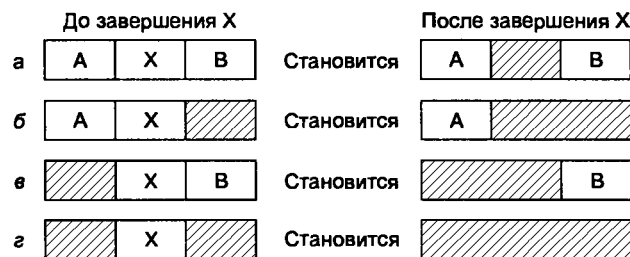 До завершения X После завершения X
а A X B Становится A B
б A X Становится A
в X B Становится B
г X Становится